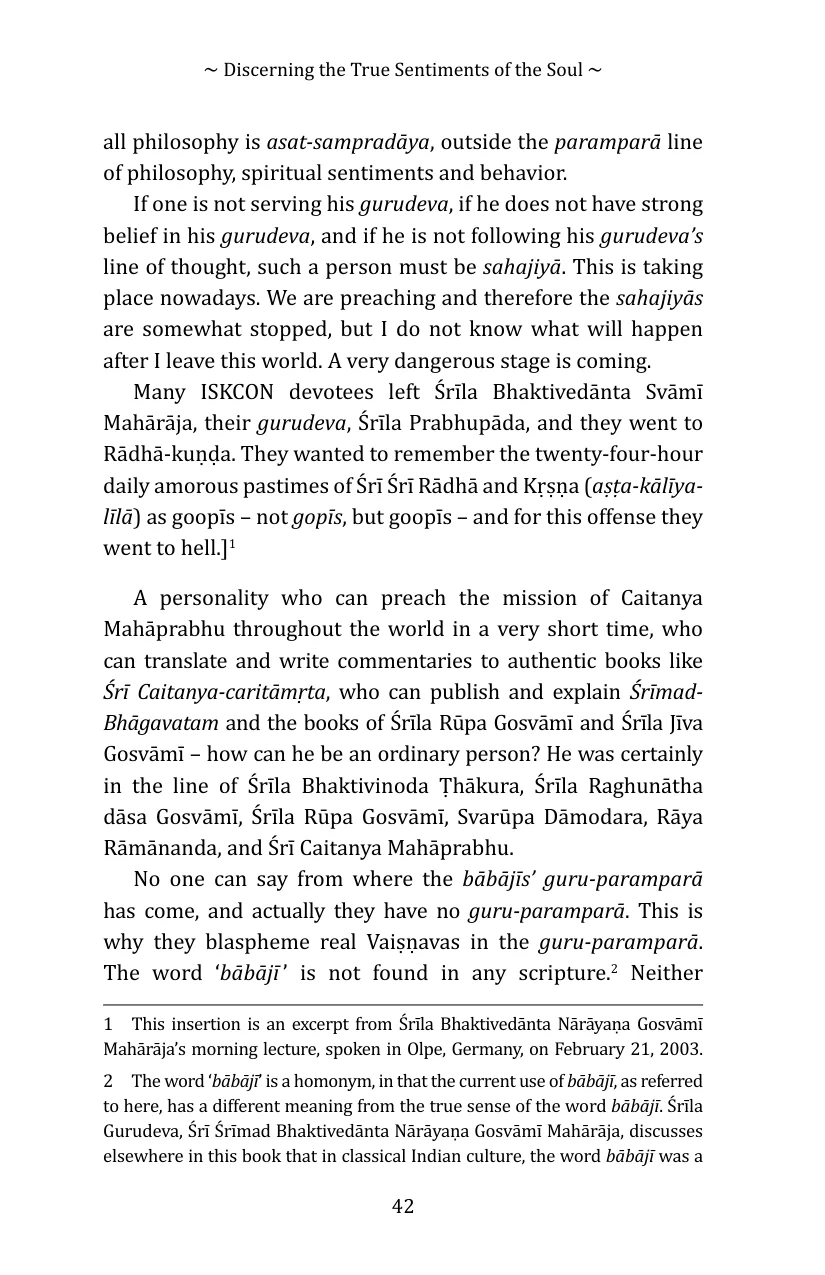 ~ Discerning the True Sentiments of the Soul ~
all philosophy is asat-sampradāya, outside the paramparā line
of philosophy, spiritual sentiments and behavior.
If one is not serving his gurudeva, if he does not have strong
belief in his gurudeva, and if he is not following his gurudeva’s
line of thought, such a person must be sahajiyā. This is taking
place nowadays. We are preaching and therefore the sahajiyās
are somewhat stopped, but I do not know what will happen
after I leave this world. A very dangerous stage is coming.
Many ISKCON devotees left Śrīla Bhaktivedānta Svāmī
Mahārāja, their gurudeva, Śrīla Prabhupāda, and they went to
Rādhā-kuṇḍa. They wanted to remember the twenty-four-hour
daily amorous pastimes of Śrī Śrī Rādhā and Kṛṣṇa (aṣṭa-kālīya-
līlā) as goopīs – not gopīs, but goopīs – and for this offense they
went to hell.]1
A personality who can preach the mission of Caitanya
Mahāprabhu throughout the world in a very short time, who
can translate and write commentaries to authentic books like
Śrī Caitanya-caritāmṛta, who can publish and explain Śrīmad-
Bhāgavatam and the books of Śrīla Rūpa Gosvāmī and Śrīla Jīva
Gosvāmī – how can he be an ordinary person? He was certainly
in the line of Śrīla Bhaktivinoda Ṭhākura, Śrīla Raghunātha
dāsa Gosvāmī, Śrīla Rūpa Gosvāmī, Svarūpa Dāmodara, Rāya
Rāmānanda, and Śrī Caitanya Mahāprabhu.
No one can say from where the bābājīs’ guru-paramparā
has come, and actually they have no guru-paramparā. This is
why they blaspheme real Vaiṣṇavas in the guru-paramparā.
The word ‘bābājī’ is not found in any scripture.2 Neither
1 This insertion is an excerpt from Śrīla Bhaktivedānta Nārāyaṇa Gosvāmī
Mahārāja’s morning lecture, spoken in Olpe, Germany, on February 21, 2003.
2 The word ‘bābājī’ is a homonym, in that the current use of bābājī, as referred
to here, has a different meaning from the true sense of the word bābājī. Śrīla
Gurudeva, Śrī Śrīmad Bhaktivedānta Nārāyaṇa Gosvāmī Mahārāja, discusses
elsewhere in this book that in classical Indian culture, the word bābājī was a
42